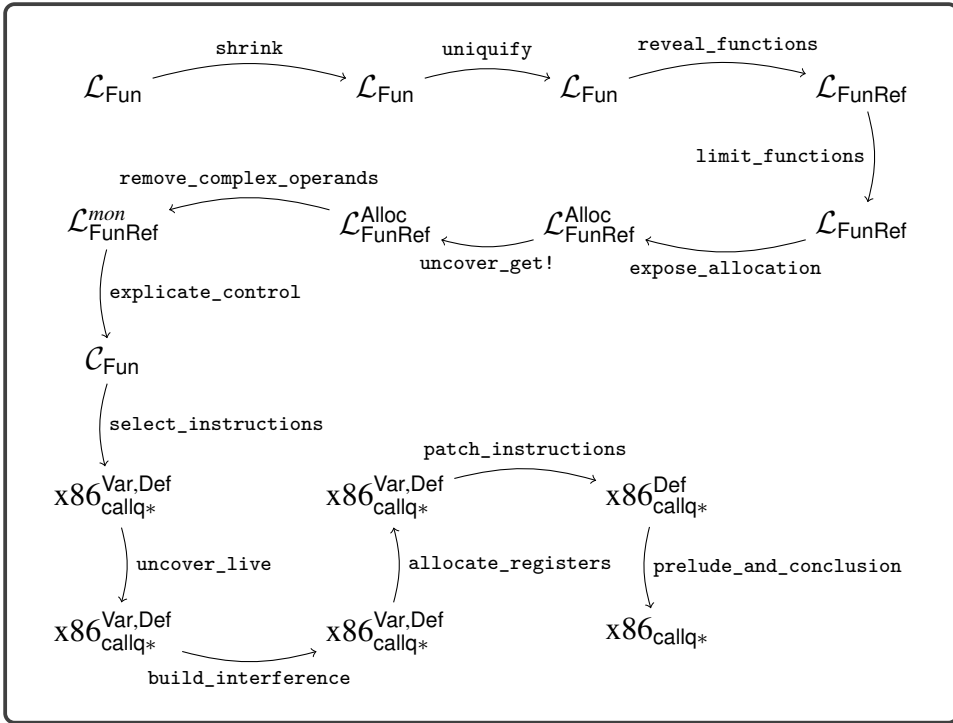 shrink
uniquify
reveal_functions
ℒ_Fun ℒ_Fun ℒ_Fun ℒ_FunRef
limit_functions
remove_complex_operands
ℒ^mon_FunRef ℒ^Alloc_FunRef ℒ^Alloc_FunRef ℒ_FunRef
uncover_get! expose_allocation
explicate_control
𝒞_Fun
select_instructions
patch_instructions
x86^Var,Def_callq* x86^Var,Def_callq* x86^Def_callq*
uncover_live allocate_registers prelude_and_conclusion
x86^Var,Def_callq* x86^Var,Def_callq* x86_callq*
build_interference